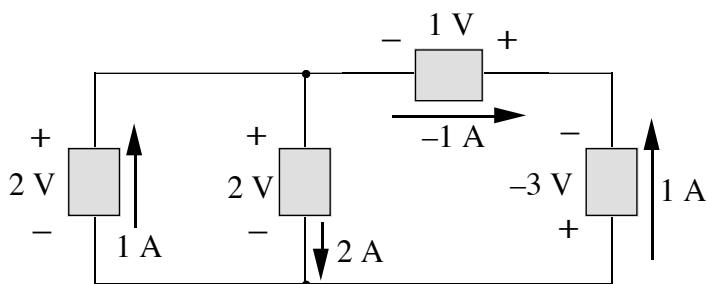 − 1 V +
−1 A
+ + −
2 V 2 V −3 V 1 A
− − +
1 A 2 A